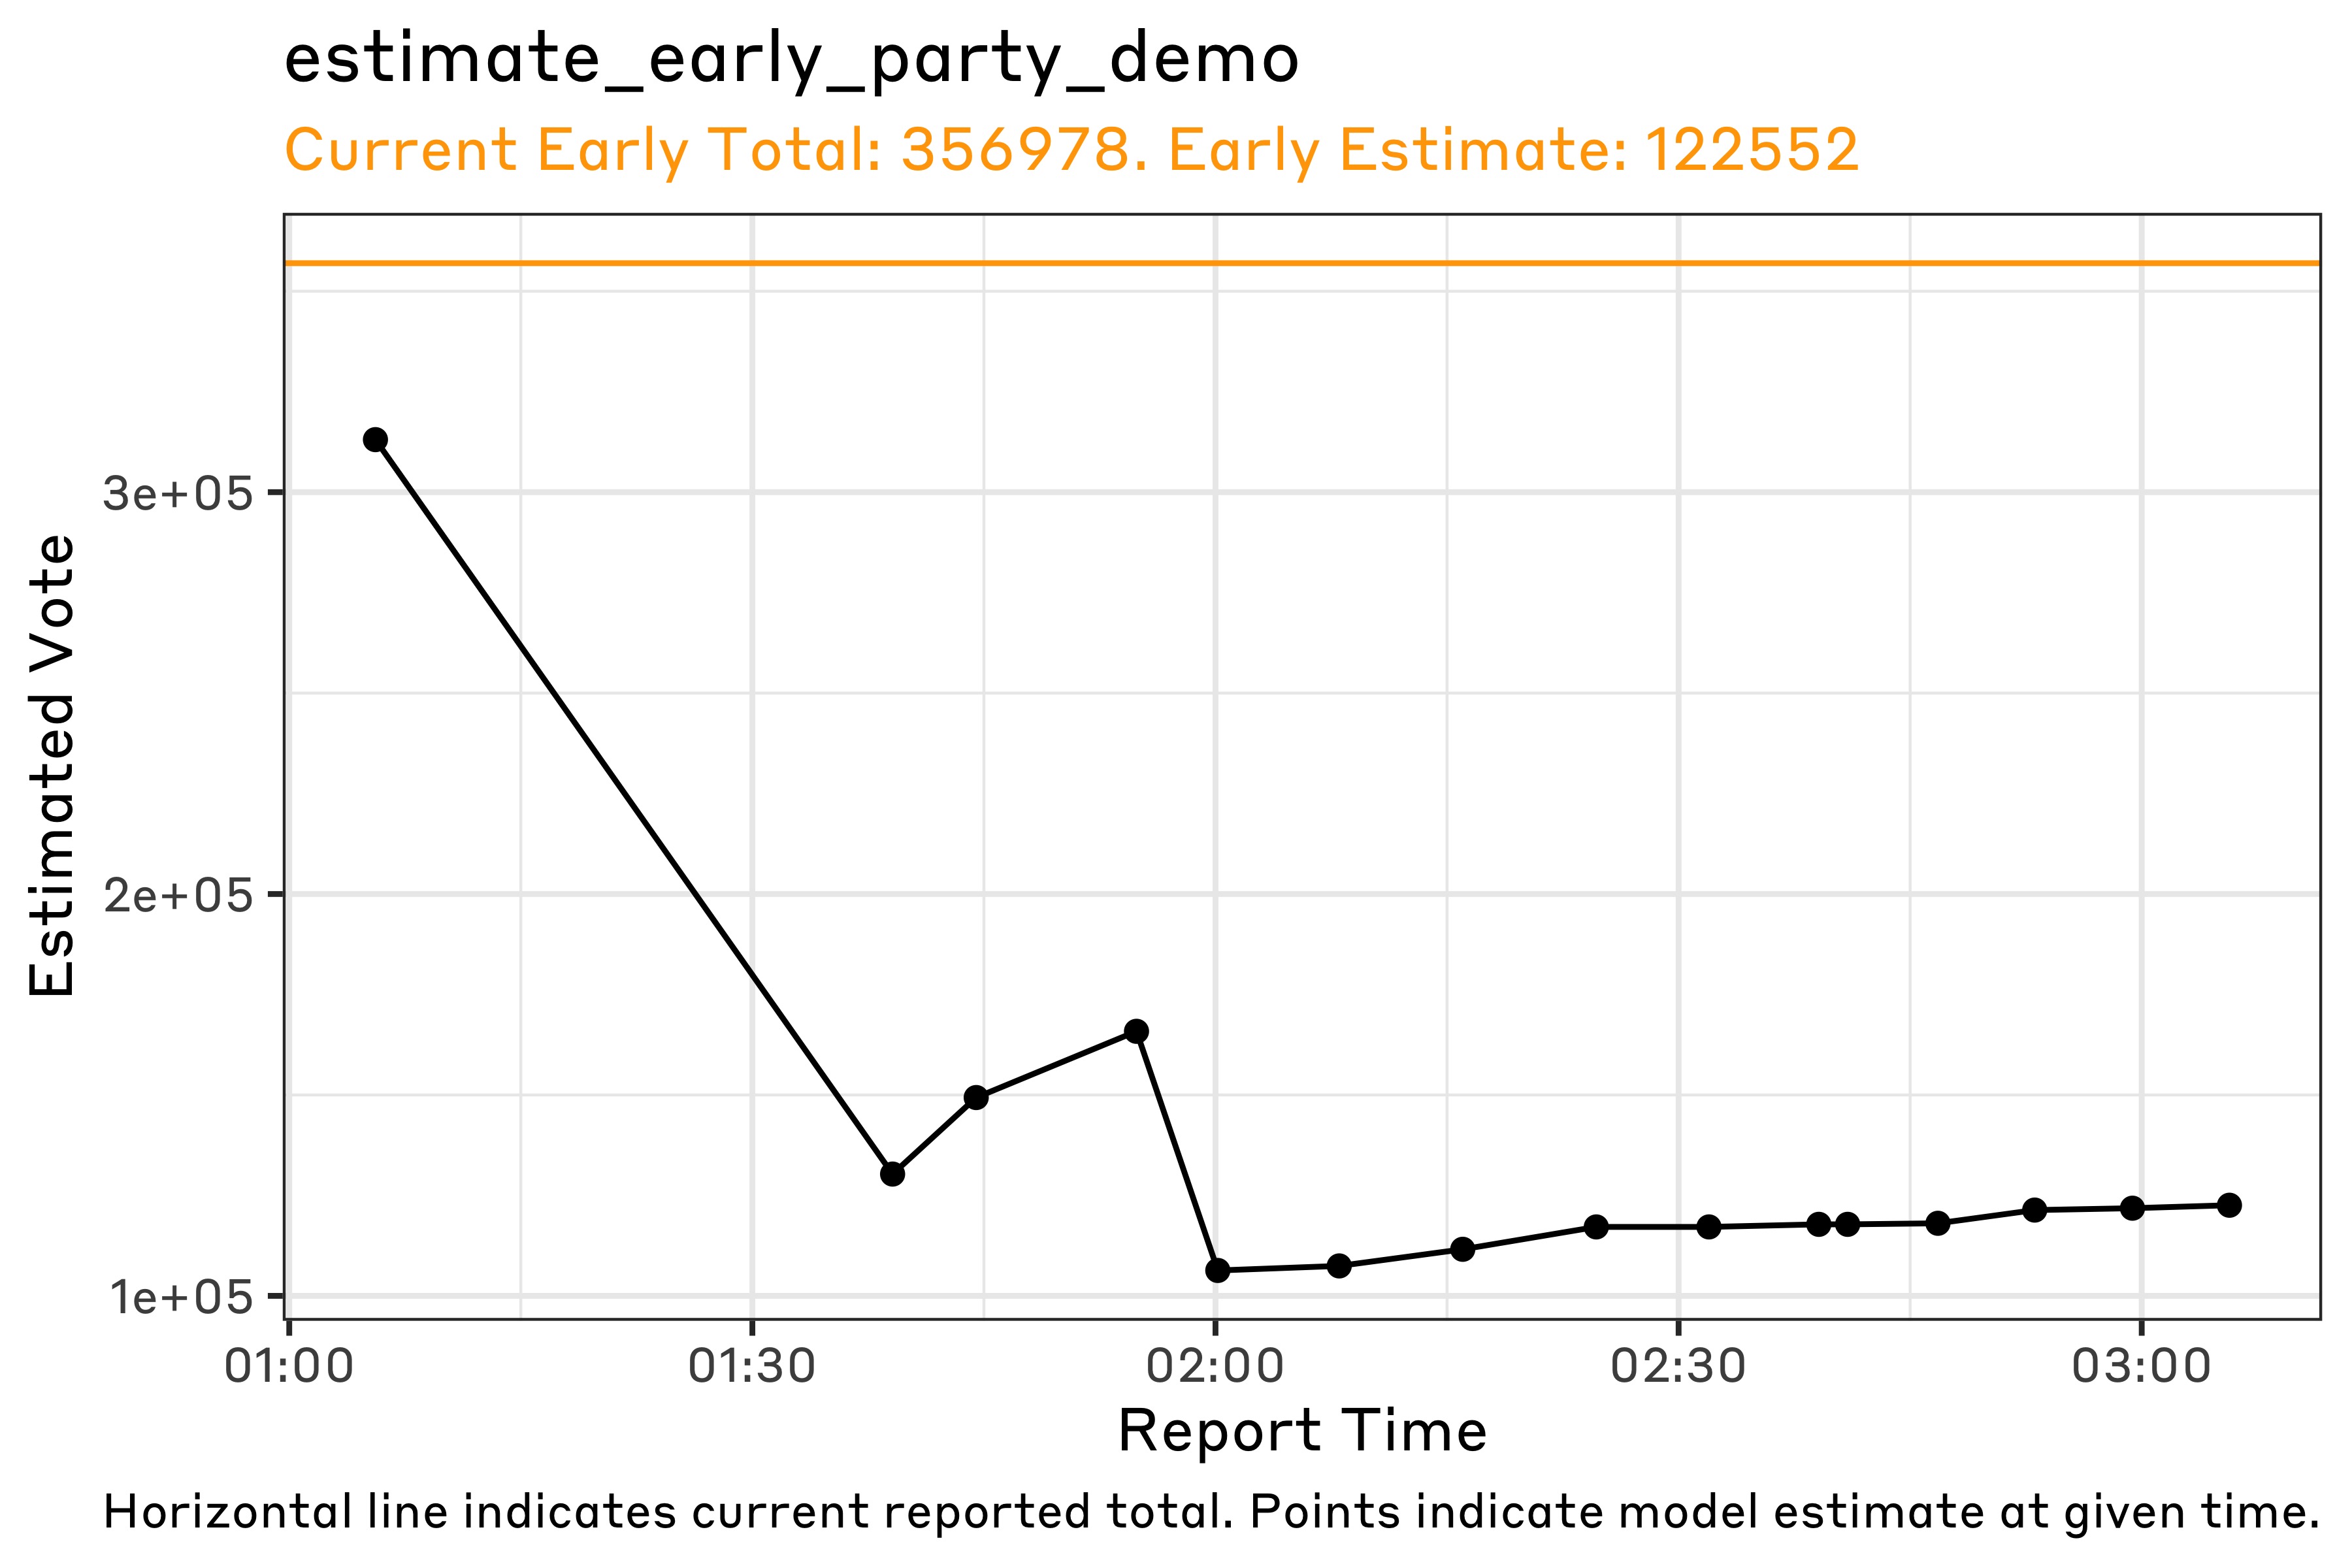 estimate_early_party_demo
Current Early Total: 356978. Early Estimate: 122552
Estimated Vote
3e+05
2e+05
1e+05
01:00 01:30 02:00 02:30 03:00
Report Time
Horizontal line indicates current reported total. Points indicate model estimate at given time.